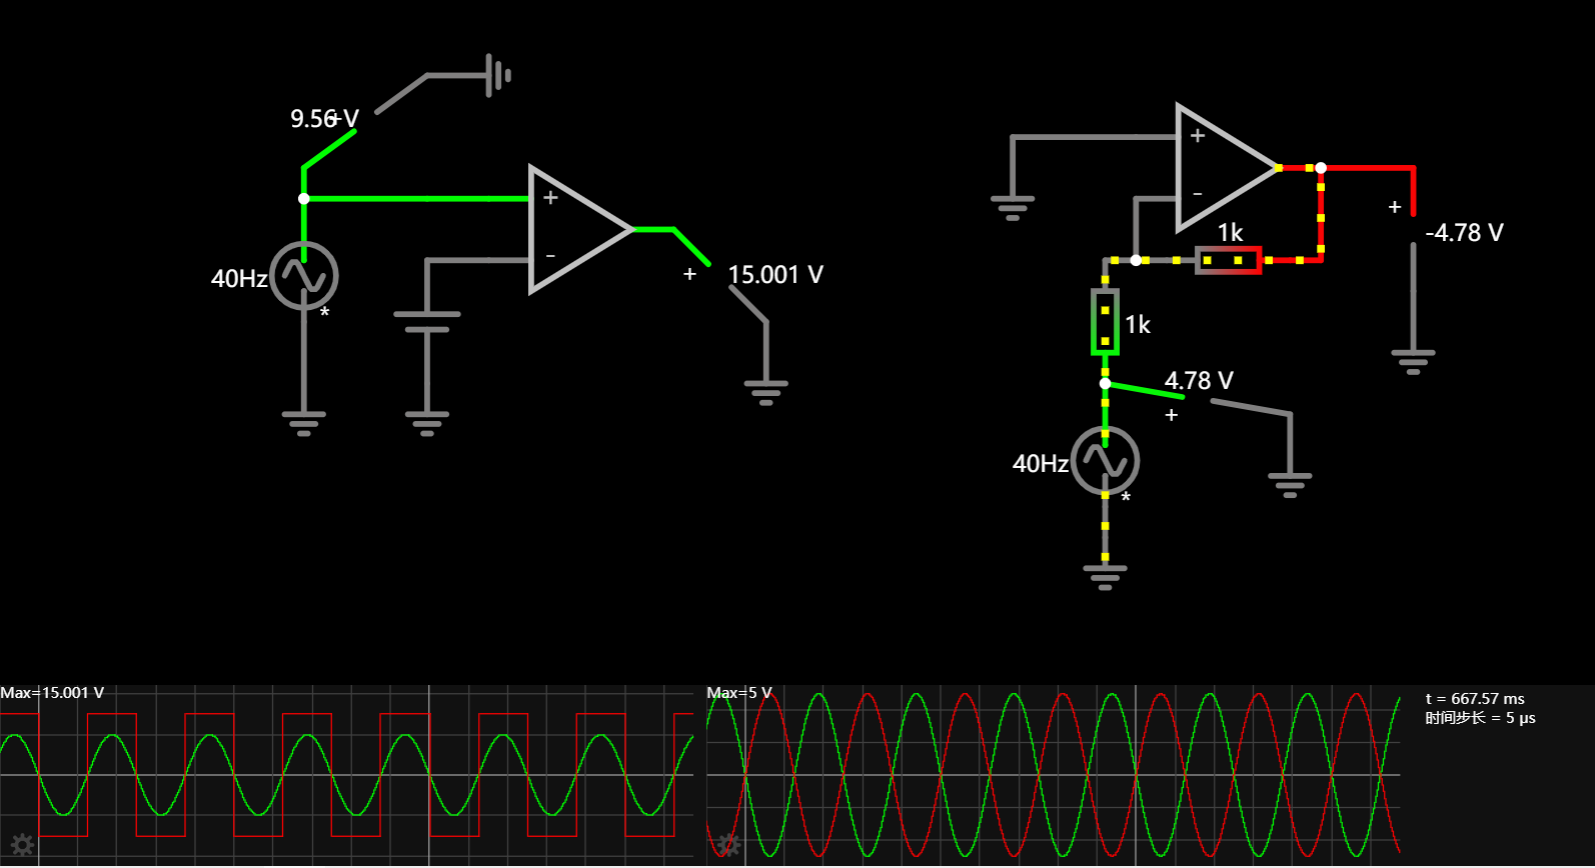 9.56 V
+
40Hz
*
+
-
+
15.001 V
+
-
1k
+
-4.78 V
1k
4.78 V
+
40Hz
*
Max=15.001 V
Max=5 V
t = 667.57 ms
时间步长 = 5 µs